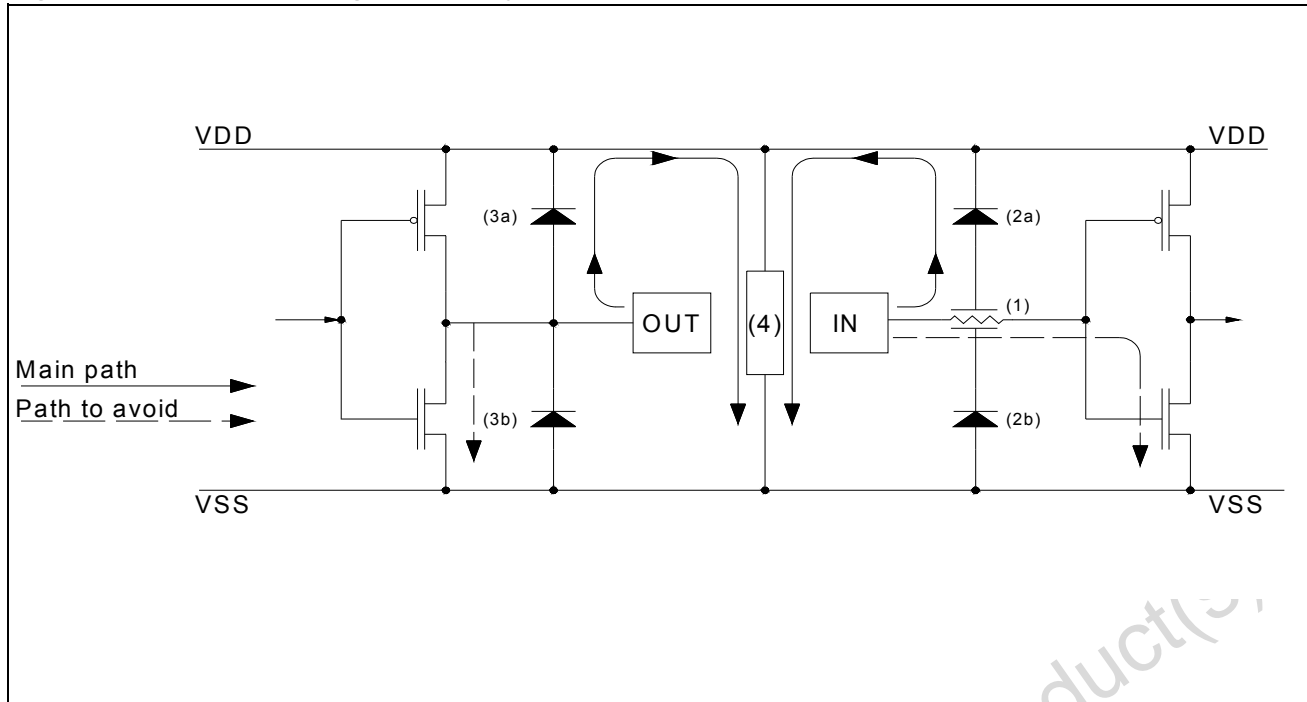 VDD
VDD
(3a)
(2a)
(1)
OUT
(4)
IN
Main path
Path to avoid
(3b)
(2b)
VSS
VSS